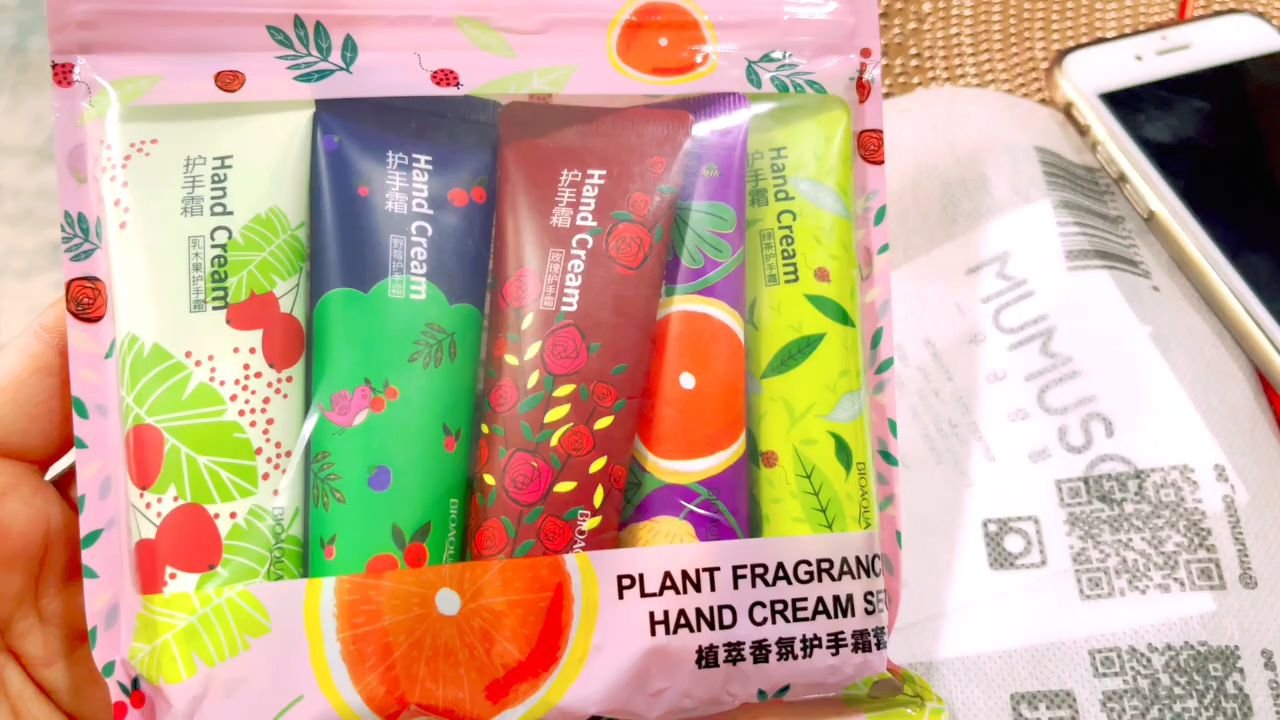 Hand Cream
护手霜
乳木果护手霜
BIOAQUA
Hand Cream
护手霜
野莓护手霜
BIOAQUA
Hand Cream
护手霜
玫瑰护手霜
Hand Cream
护手霜
绿茶护手霜
BIOAQUA
PLANT FRAGRANC
HAND CREAM SE
植萃香氛护手霜套
MUMUSO